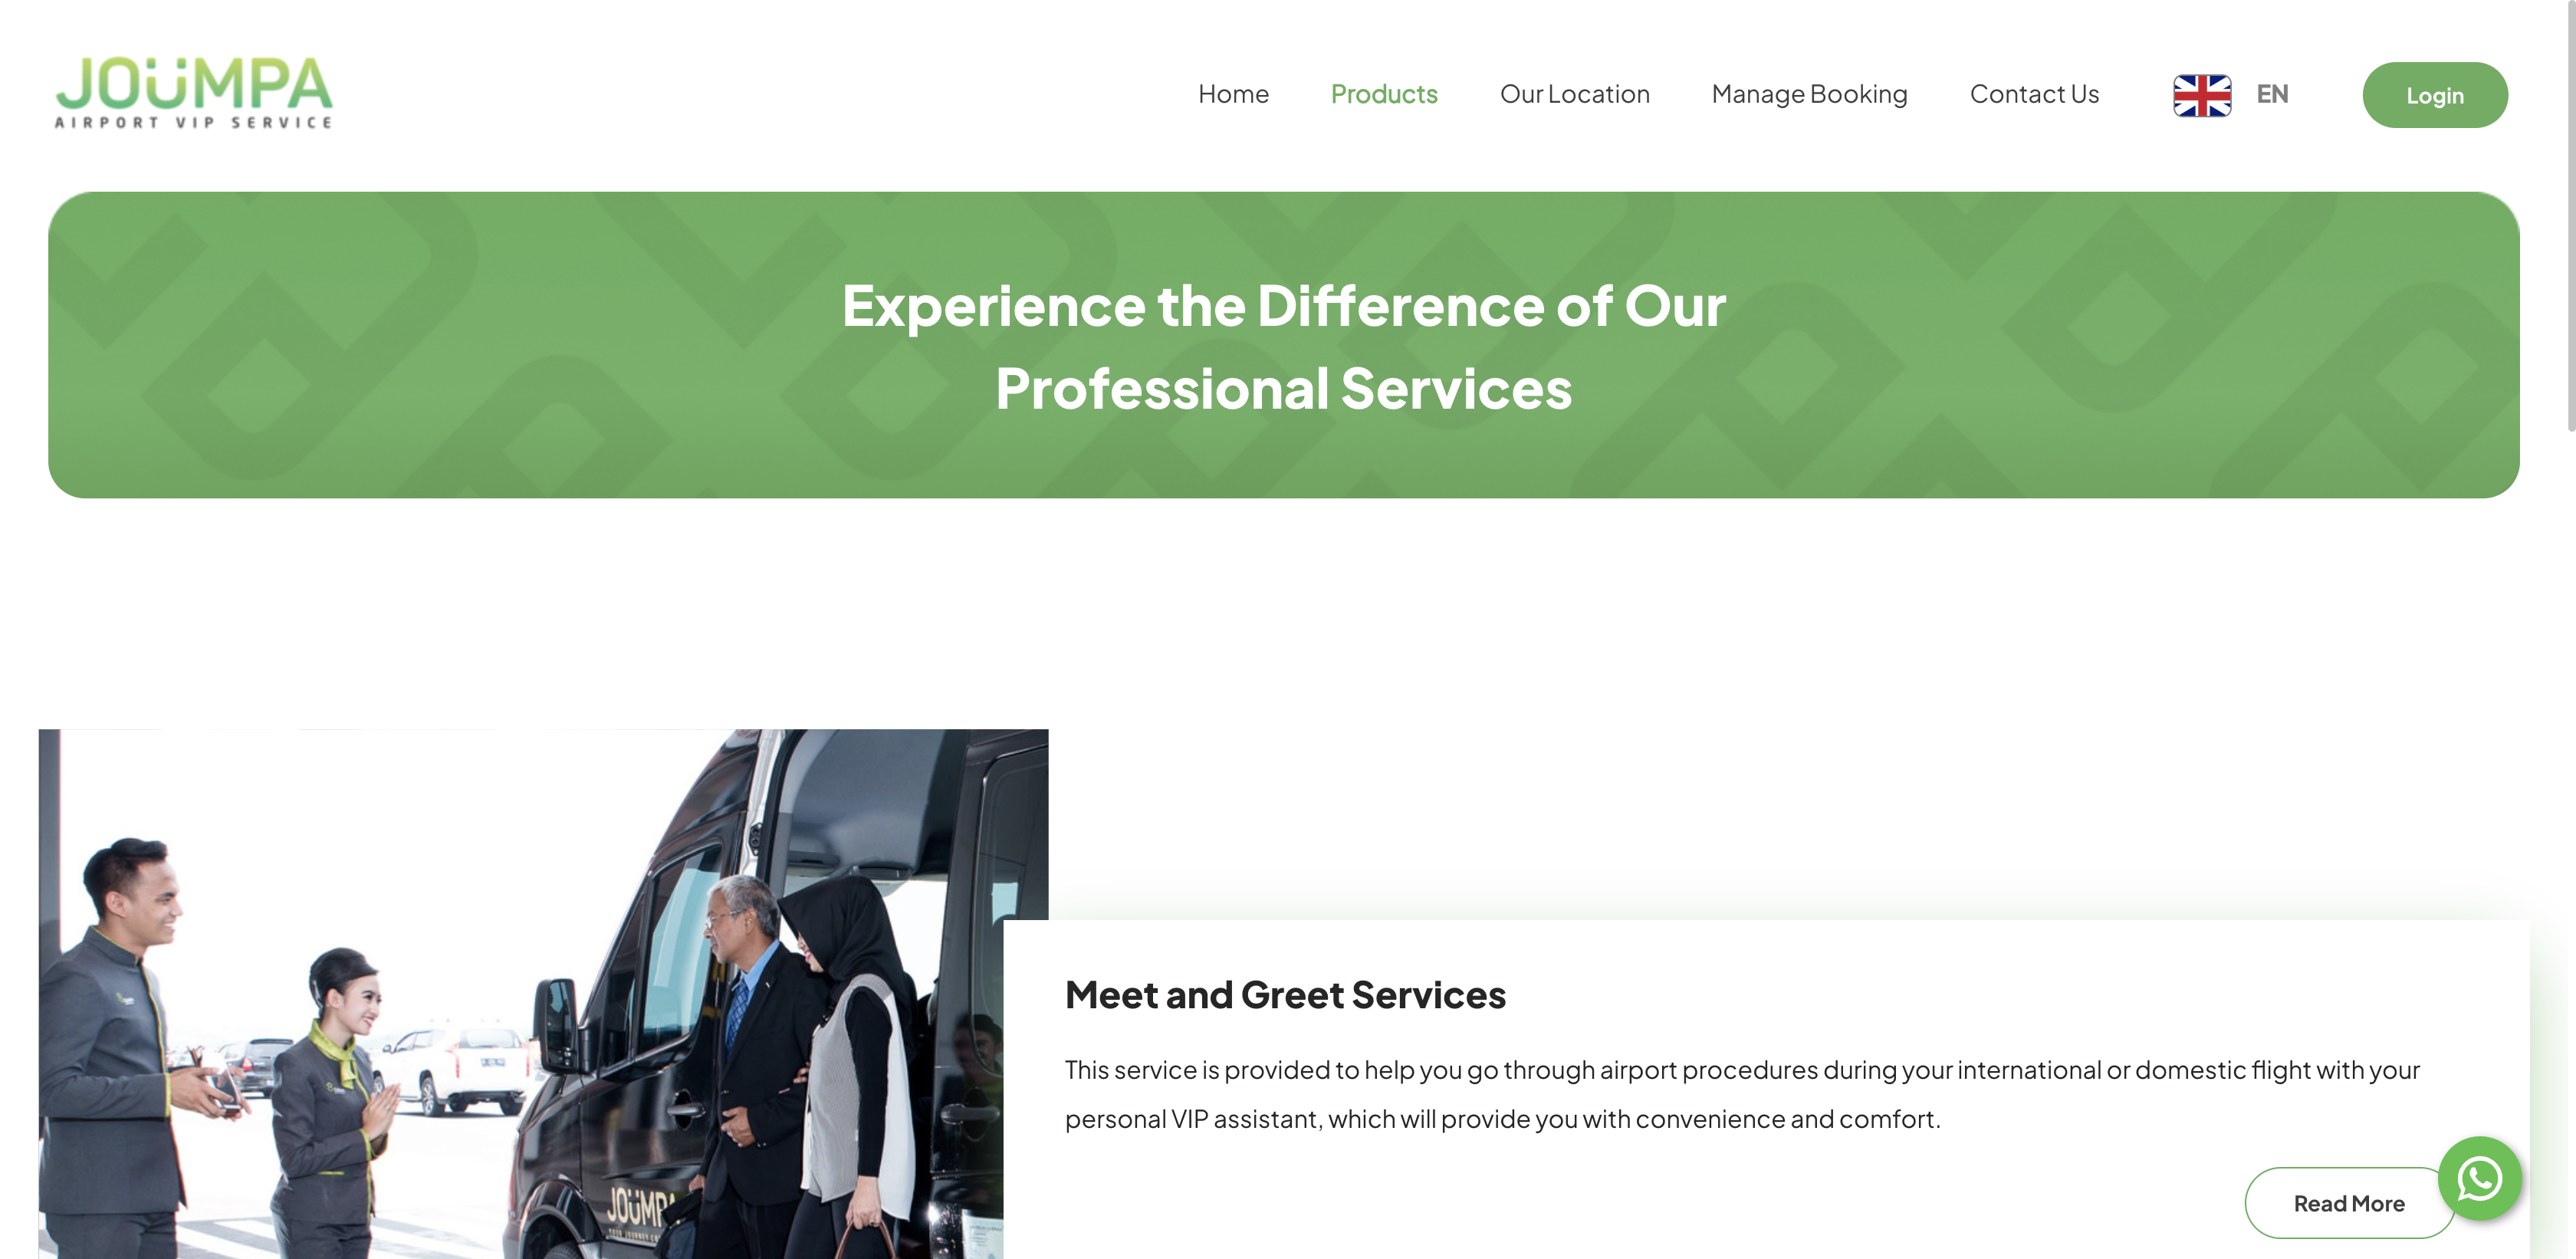 JOÜMPA
AIRPORT VIP SERVICE
Home
Products
Our Location
Manage Booking
Contact Us
EN
Login
Experience the Difference of Our
Professional Services
Meet and Greet Services
This service is provided to help you go through airport procedures during your international or domestic flight with your
personal VIP assistant, which will provide you with convenience and comfort.
Read More
JOÜMPA